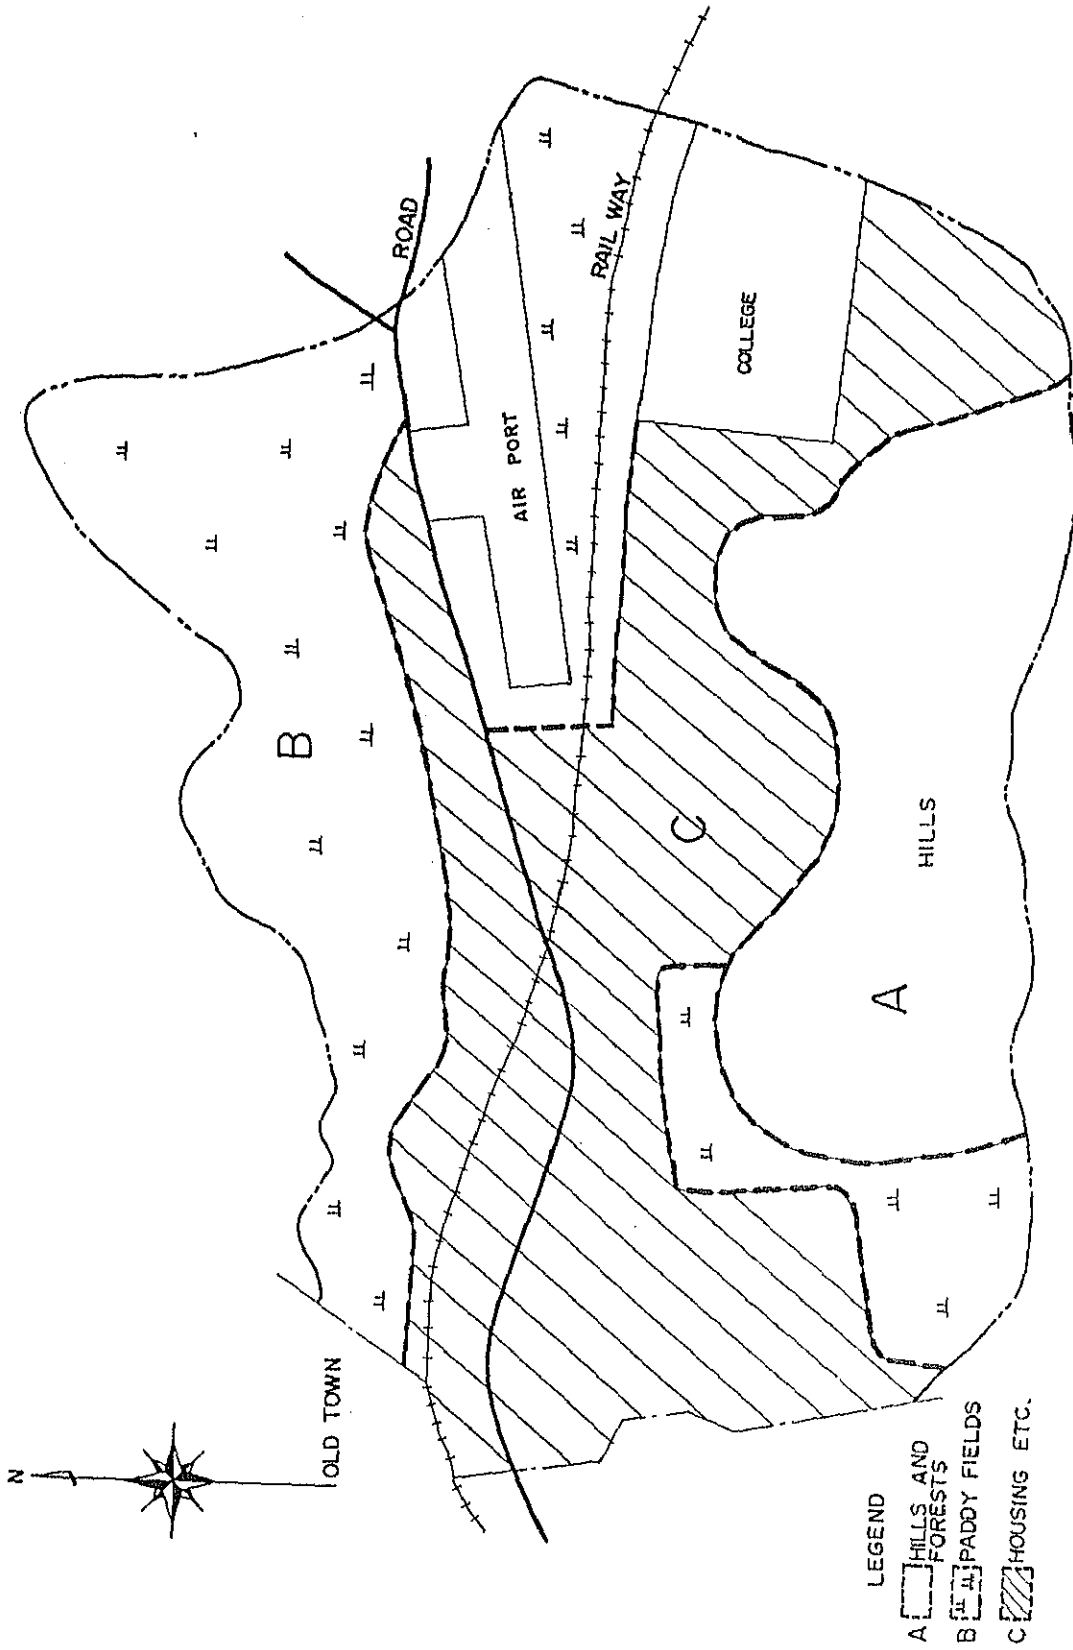 N
OLD TOWN
ROAD
B
AIR PORT
RAIL WAY
C
COLLEGE
A
HILLS
LEGEND
A HILLS AND
FORESTS
B PADDY FIELDS
C HOUSING ETC.